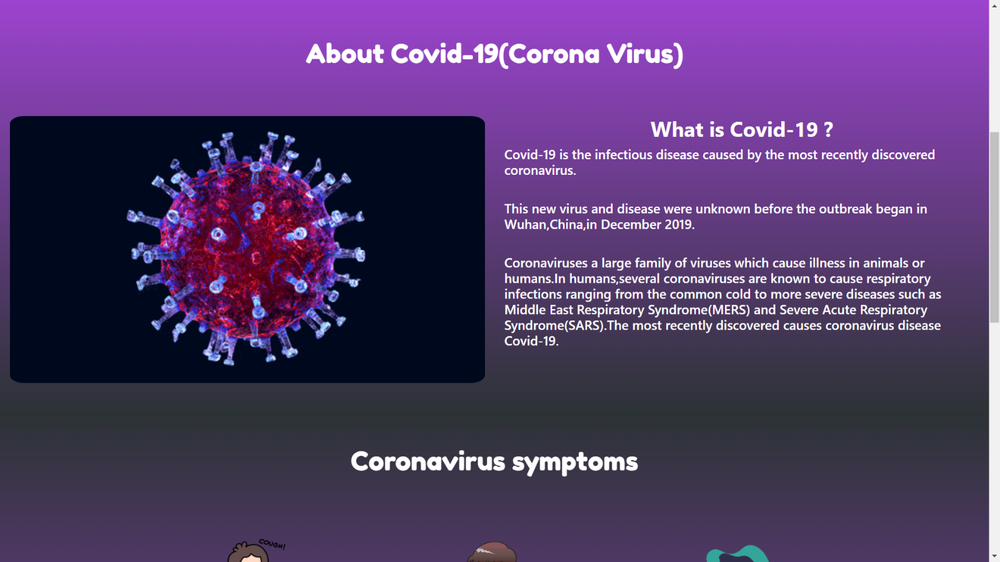 About Covid-19(Corona Virus)
What is Covid-19 ?
Covid-19 is the infectious disease caused by the most recently discovered
coronavirus.
This new virus and disease were unknown before the outbreak began in
Wuhan,China,in December 2019.
Coronaviruses a large family of viruses which cause illness in animals or
humans.In humans,several coronaviruses are known to cause respiratory
infections ranging from the common cold to more severe diseases such as
Middle East Respiratory Syndrome(MERS) and Severe Acute Respiratory
Syndrome(SARS).The most recently discovered causes coronavirus disease
Covid-19.
Coronavirus symptoms
COUGH!